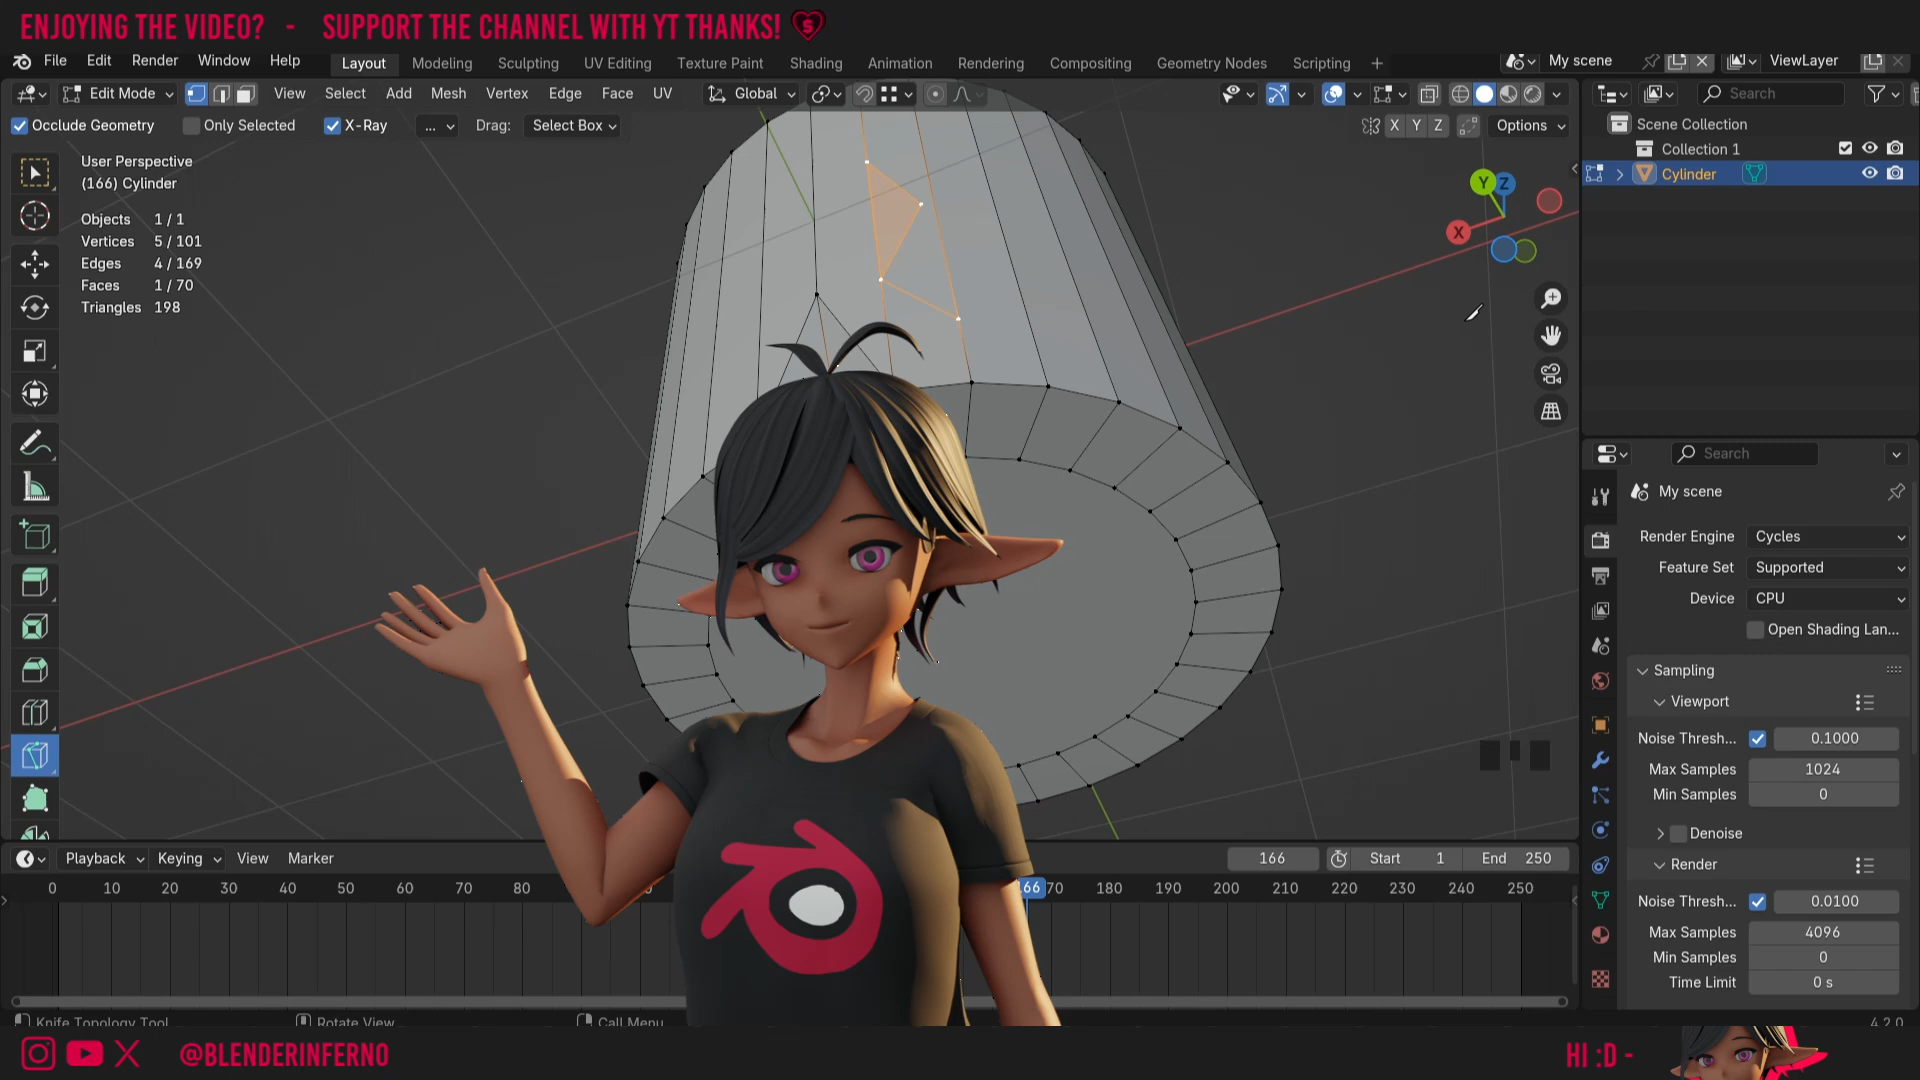 ENJOYING THE VIDEO? - SUPPORT THE CHANNEL WITH YT THANKS!
File Edit Render Window Help Layout Modeling Sculpting UV Editing Texture Paint Shading Animation Rendering Compositing Geometry Nodes Scripting + My scene ViewLayer
Edit Mode View Select Add Mesh Vertex Edge Face UV Global Search
Occlude Geometry Only Selected X-Ray ... Drag: Select Box X Y Z Options
Scene Collection
Collection 1
Cylinder
User Perspective
(166) Cylinder
Objects 1 / 1
Vertices 5 / 101
Edges 4 / 169
Faces 1 / 70
Triangles 198
Y Z
X
Search
My scene
Render Engine Cycles
Feature Set Supported
Device CPU
Open Shading Lan...
Sampling
Viewport
Noise Thresh... 0.1000
Max Samples 1024
Min Samples 0
Denoise
Render
Noise Thresh... 0.0100
Max Samples 4096
Min Samples 0
Time Limit 0 s
Playback Keying View Marker 166 Start 1 End 250
0 10 20 30 40 50 60 70 80 66 70 180 190 200 210 220 230 240 250
Knife Topology Tool Rotate View Call Menu 4.2.0
@BLENDERINFERNO
HI :D -